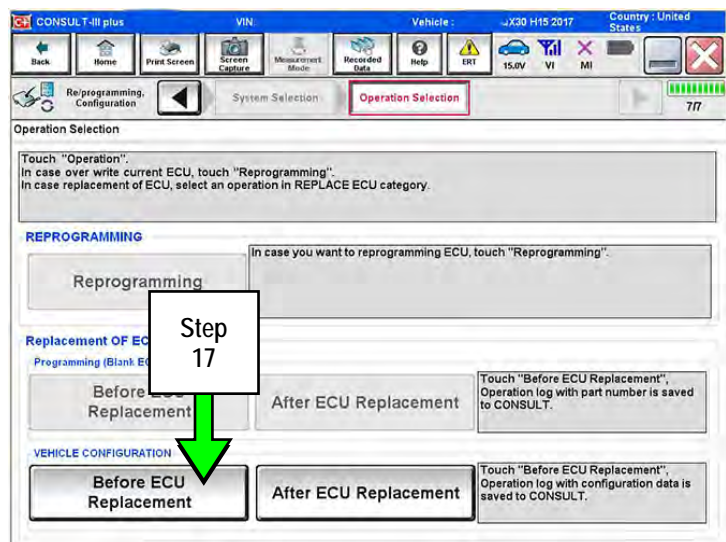 CONSULT-III plus VIN: Vehicle : QX30 H15 2017 Country : United States
Back Home Print Screen Screen Capture Measurement Mode Recorded Data Help ERT 15.0V VI MI
Re/programming, Configuration System Selection Operation Selection 7/7
Operation Selection
Touch "Operation".
In case over write current ECU, touch "Reprogramming".
In case replacement of ECU, select an operation in REPLACE ECU category.
REPROGRAMMING
In case you want to reprogramming ECU, touch "Reprogramming".
Reprogramming
Step
17
Replacement OF EC
Programming (Blank EC
Before ECU
Replacement
After ECU Replacement
Touch "Before ECU Replacement",
Operation log with part number is saved
to CONSULT.
VEHICLE CONFIGURATION
Before ECU
Replacement
After ECU Replacement
Touch "Before ECU Replacement",
Operation log with configuration data is
saved to CONSULT.